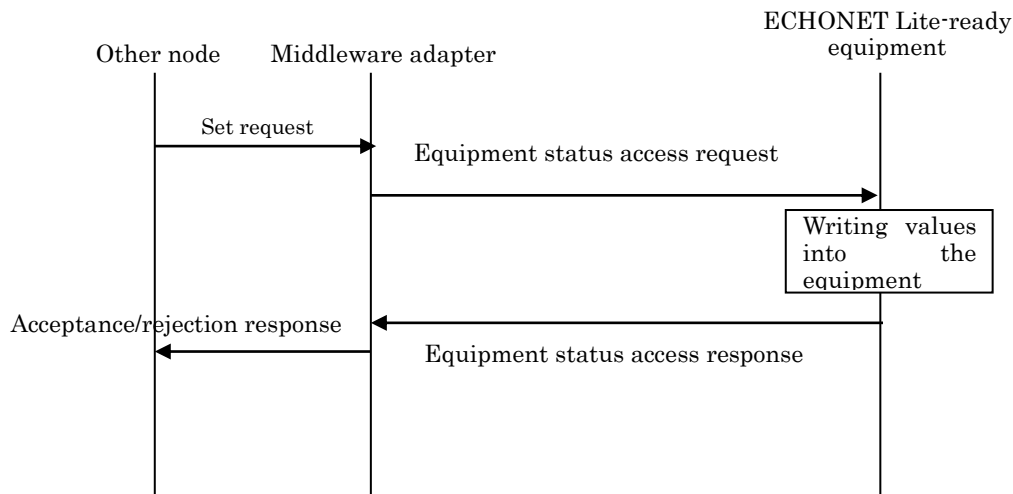 ECHONET Lite-ready
equipment
Other node
Middleware adapter
Set request
Equipment status access request
Writing values
into the
equipment
Acceptance/rejection response
Equipment status access response